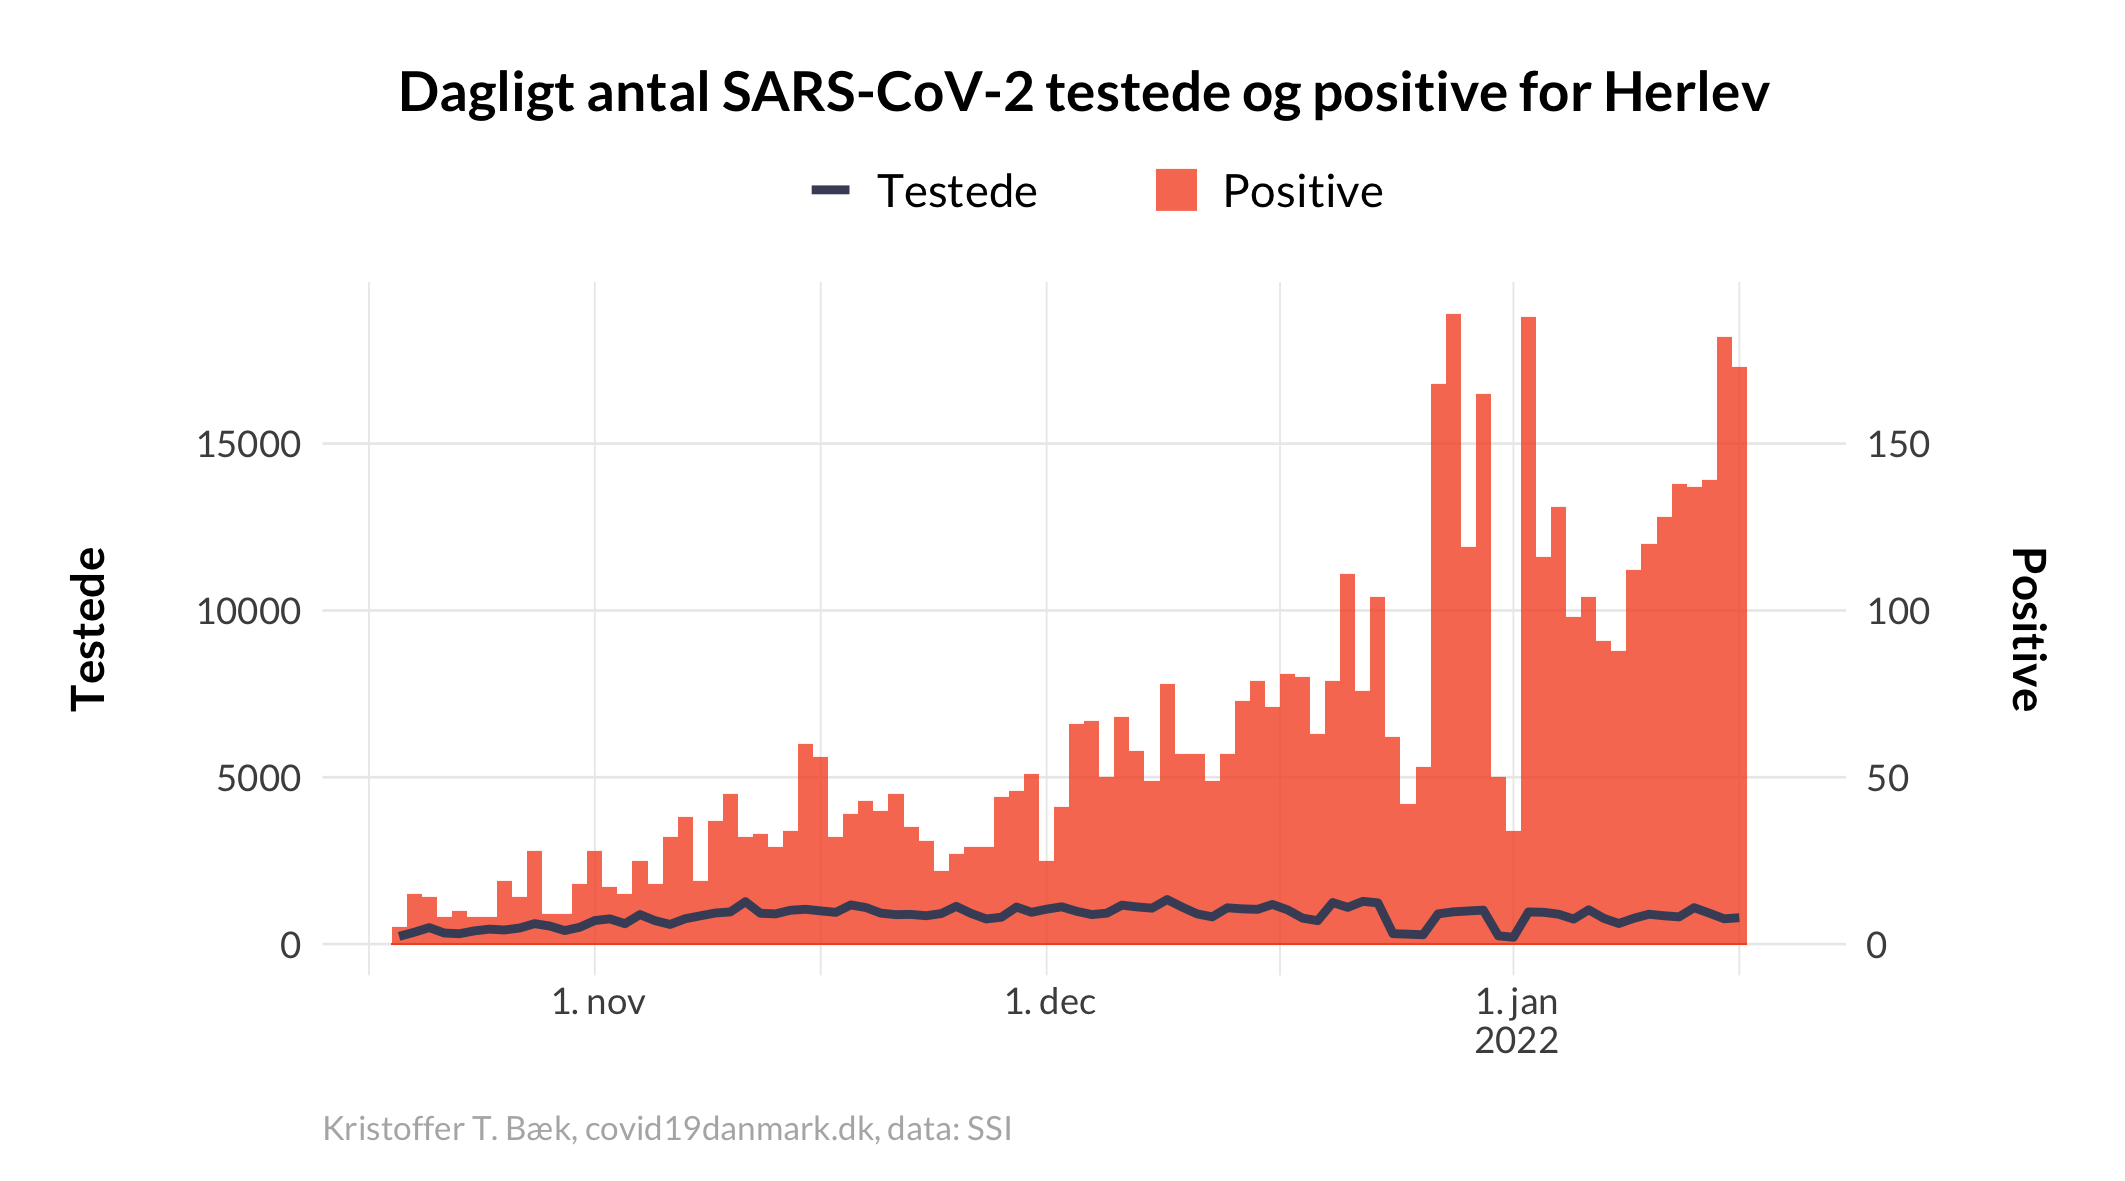 Dagligt antal SARS-CoV-2 testede og positive for Herlev
Testede
Positive
Testede
15000
10000
5000
0
150
100
50
0
Positive
1. nov
1. dec
1. jan
2022
Kristoffer T. Bæk, covid19danmark.dk, data: SSI